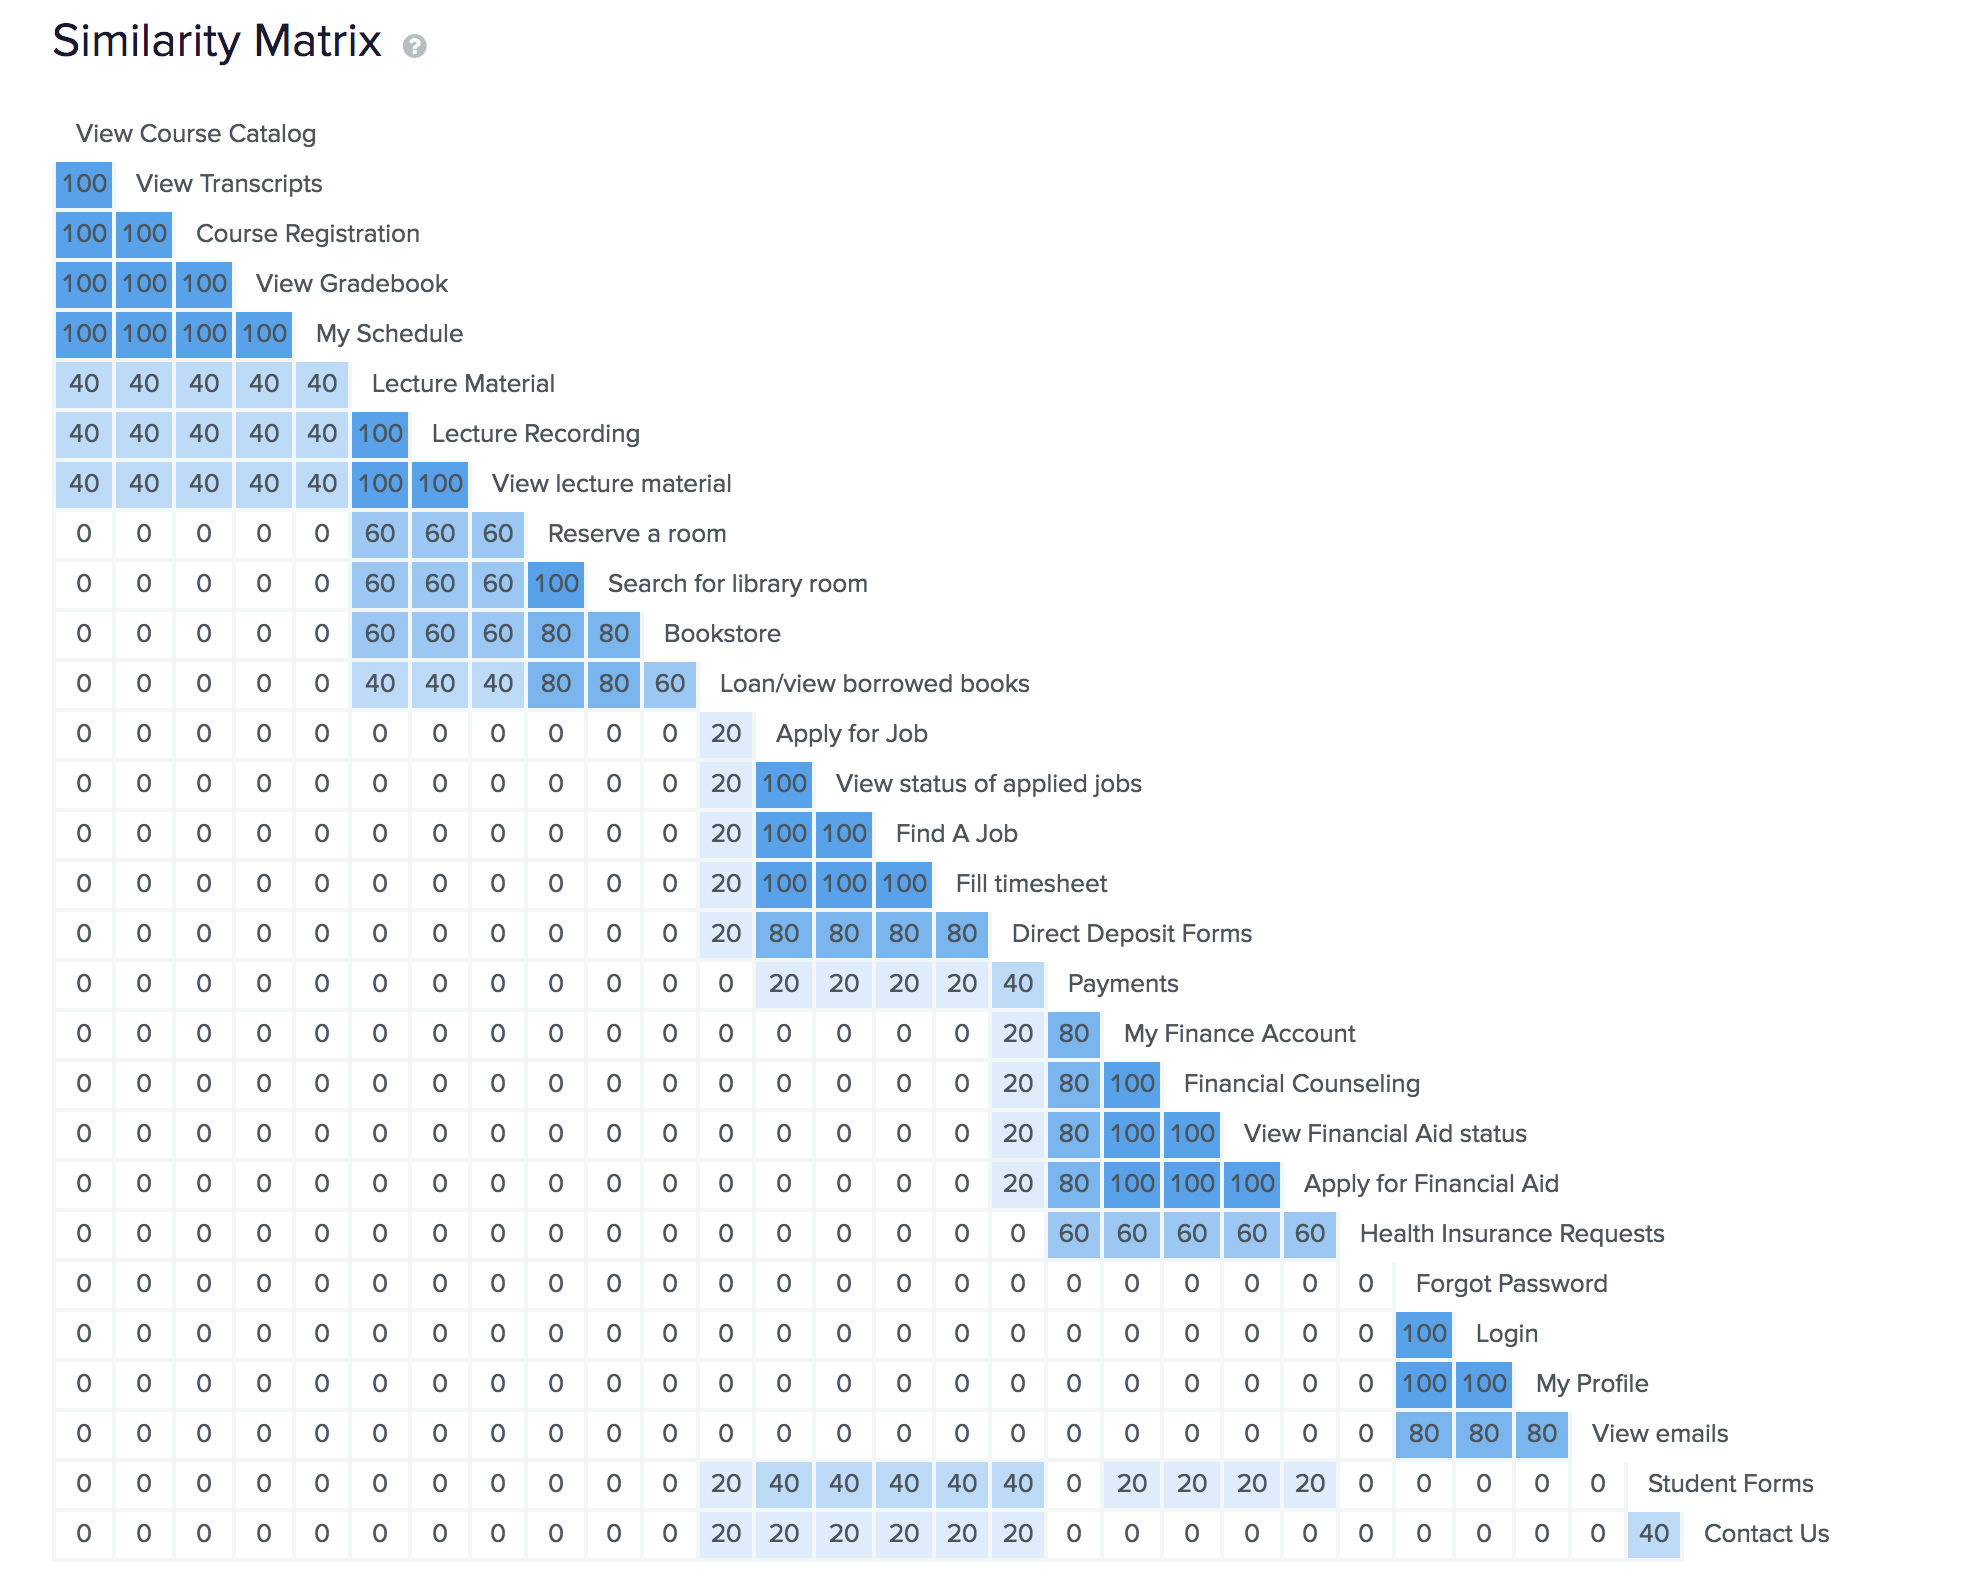 Similarity Matrix ?
View Course Catalog
100 View Transcripts
100 100 Course Registration
100 100 100 View Gradebook
100 100 100 100 My Schedule
40 40 40 40 40 Lecture Material
40 40 40 40 40 100 Lecture Recording
40 40 40 40 40 100 100 View lecture material
0 0 0 0 0 60 60 60 Reserve a room
0 0 0 0 0 60 60 60 100 Search for library room
0 0 0 0 0 60 60 60 80 80 Bookstore
0 0 0 0 0 40 40 40 80 80 60 Loan/view borrowed books
0 0 0 0 0 0 0 0 0 0 0 20 Apply for Job
0 0 0 0 0 0 0 0 0 0 0 20 100 View status of applied jobs
0 0 0 0 0 0 0 0 0 0 0 20 100 100 Find A Job
0 0 0 0 0 0 0 0 0 0 0 20 100 100 100 Fill timesheet
0 0 0 0 0 0 0 0 0 0 0 20 80 80 80 80 Direct Deposit Forms
0 0 0 0 0 0 0 0 0 0 0 0 20 20 20 20 40 Payments
0 0 0 0 0 0 0 0 0 0 0 0 0 0 0 0 20 80 My Finance Account
0 0 0 0 0 0 0 0 0 0 0 0 0 0 0 0 20 80 100 Financial Counseling
0 0 0 0 0 0 0 0 0 0 0 0 0 0 0 0 20 80 100 100 View Financial Aid status
0 0 0 0 0 0 0 0 0 0 0 0 0 0 0 0 20 80 100 100 100 Apply for Financial Aid
0 0 0 0 0 0 0 0 0 0 0 0 0 0 0 0 0 60 60 60 60 60 Health Insurance Requests
0 0 0 0 0 0 0 0 0 0 0 0 0 0 0 0 0 0 0 0 0 0 0 Forgot Password
0 0 0 0 0 0 0 0 0 0 0 0 0 0 0 0 0 0 0 0 0 0 0 100 Login
0 0 0 0 0 0 0 0 0 0 0 0 0 0 0 0 0 0 0 0 0 0 0 100 100 My Profile
0 0 0 0 0 0 0 0 0 0 0 0 0 0 0 0 0 0 0 0 0 0 0 80 80 80 View emails
0 0 0 0 0 0 0 0 0 0 0 20 40 40 40 40 40 0 20 20 20 20 0 0 0 0 0 Student Forms
0 0 0 0 0 0 0 0 0 0 0 20 20 20 20 20 20 0 0 0 0 0 0 0 0 0 0 40 Contact Us